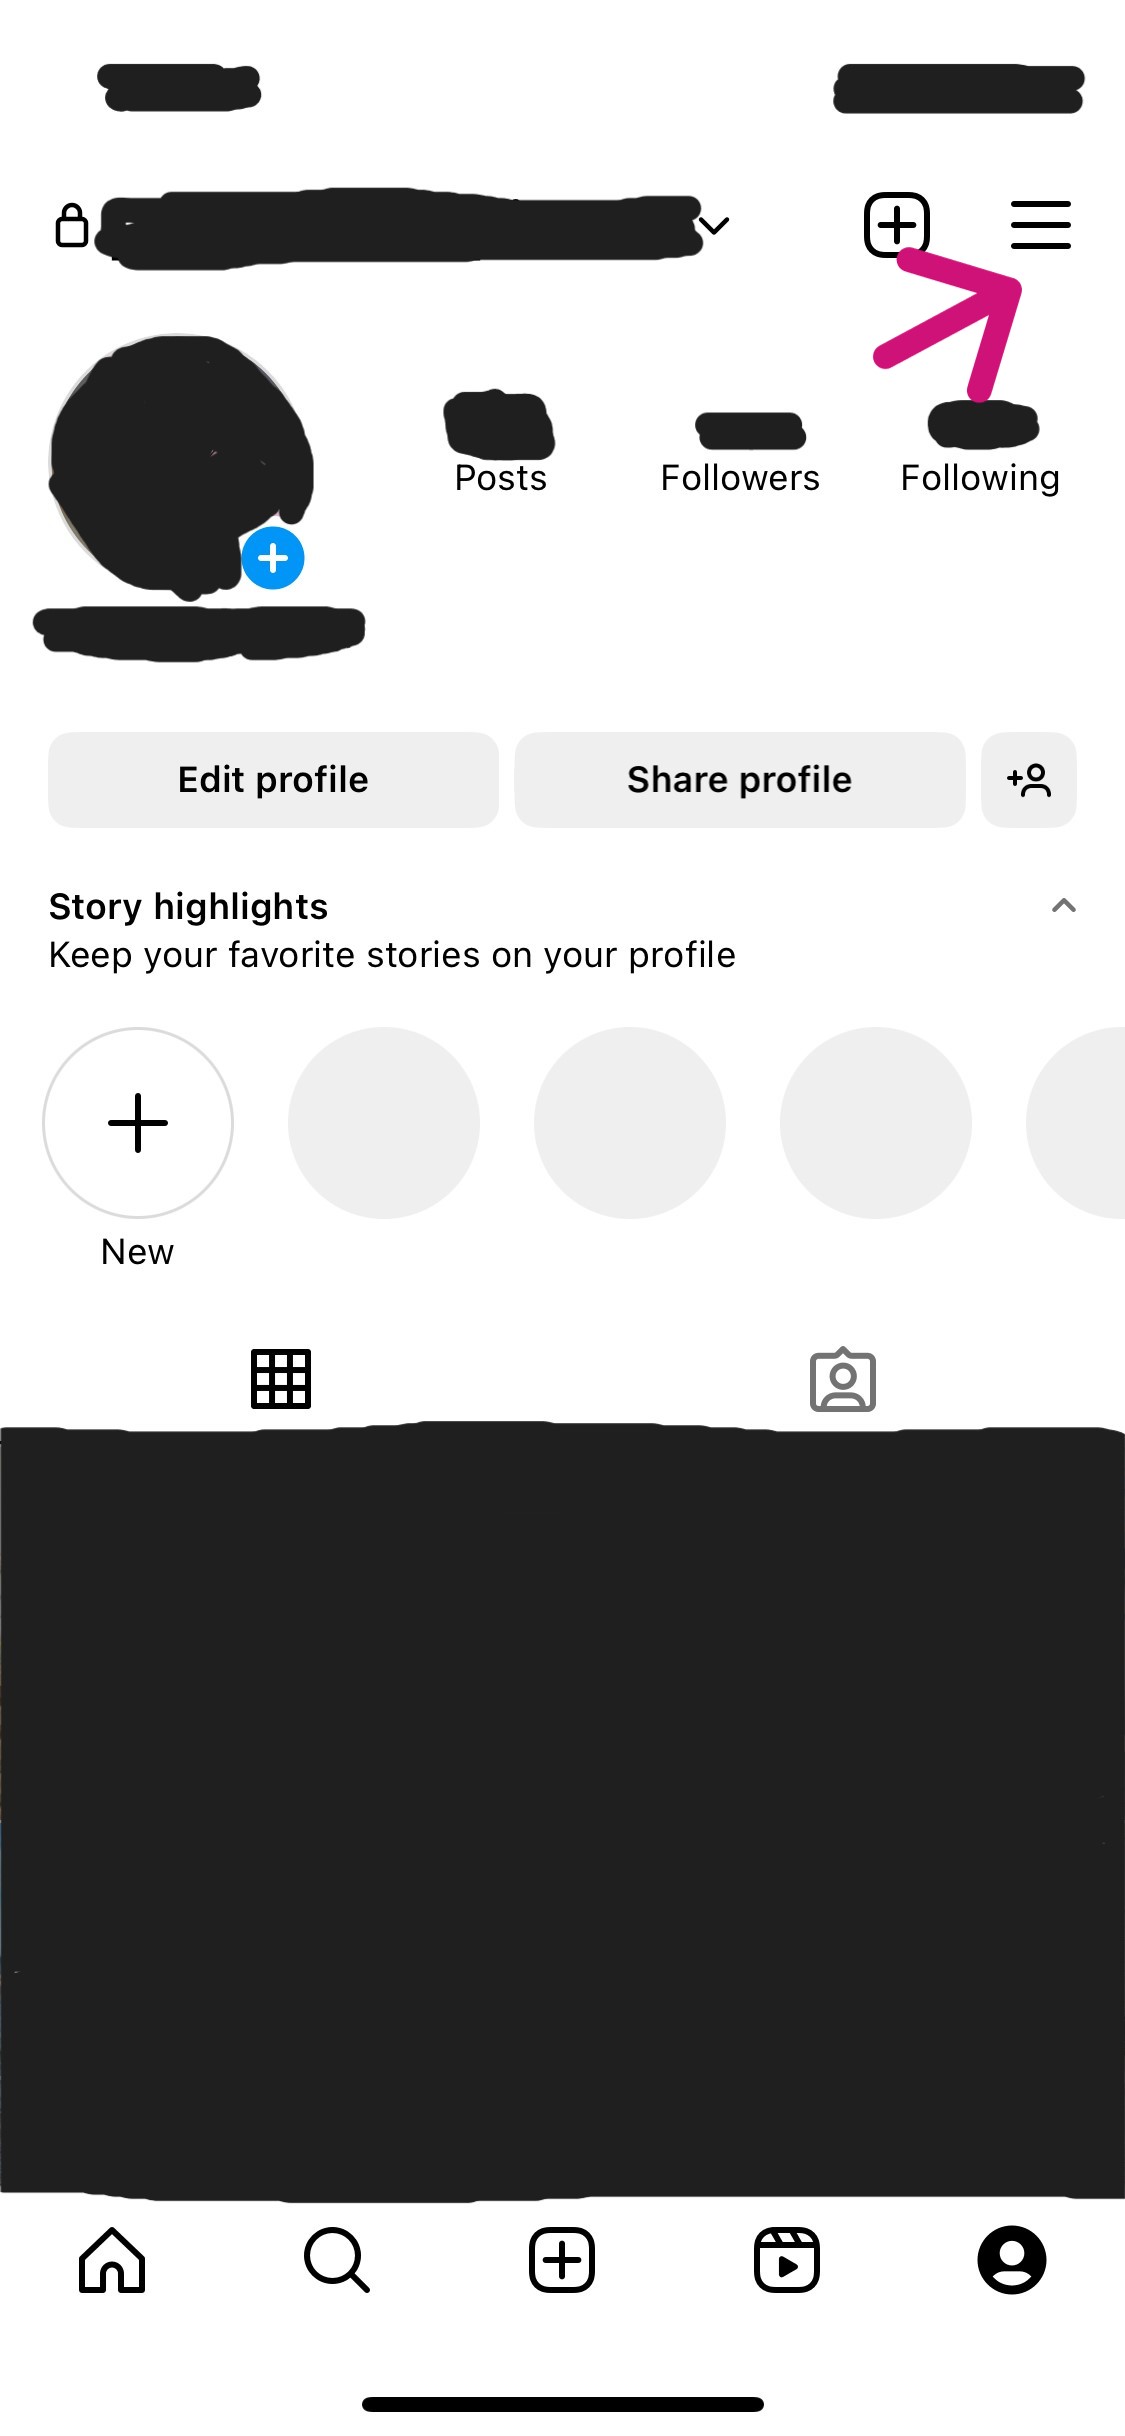 Posts
Followers
Following
Edit profile
Share profile
Story highlights
Keep your favorite stories on your profile
New